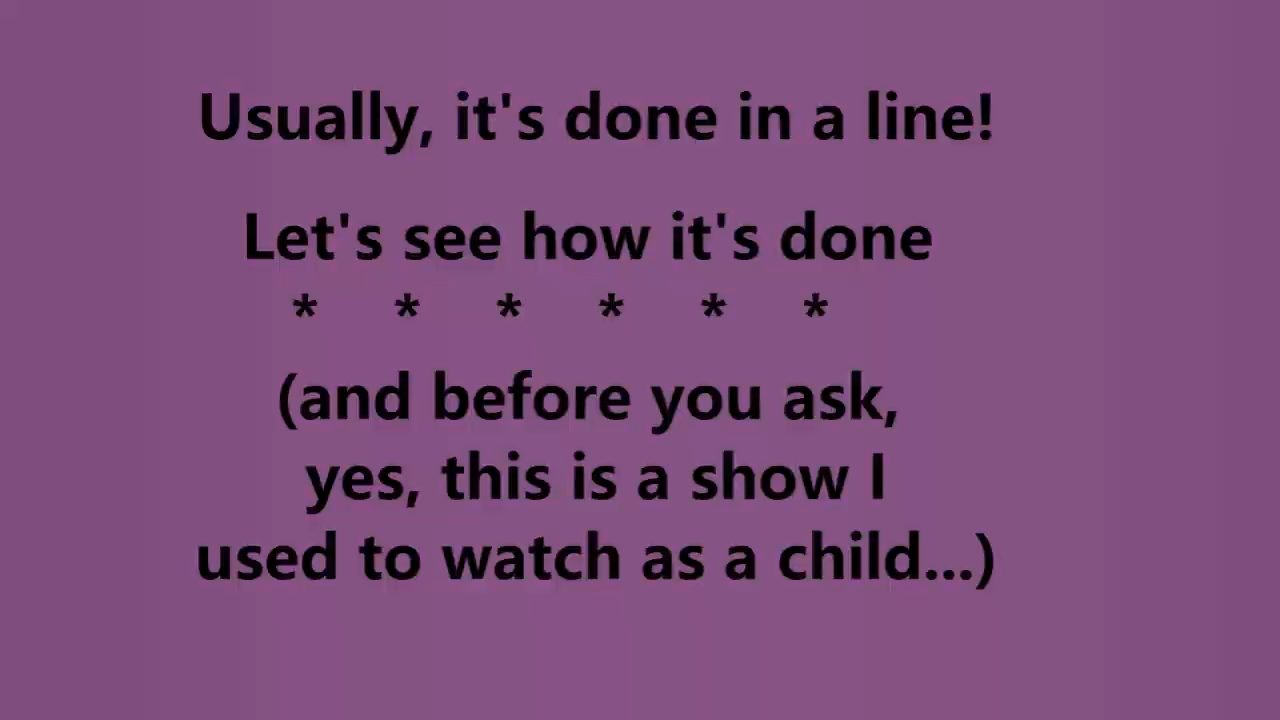 Usually, it's done in a line!
Let's see how it's done
* * * * * *
(and before you ask,
yes, this is a show I
used to watch as a child...)